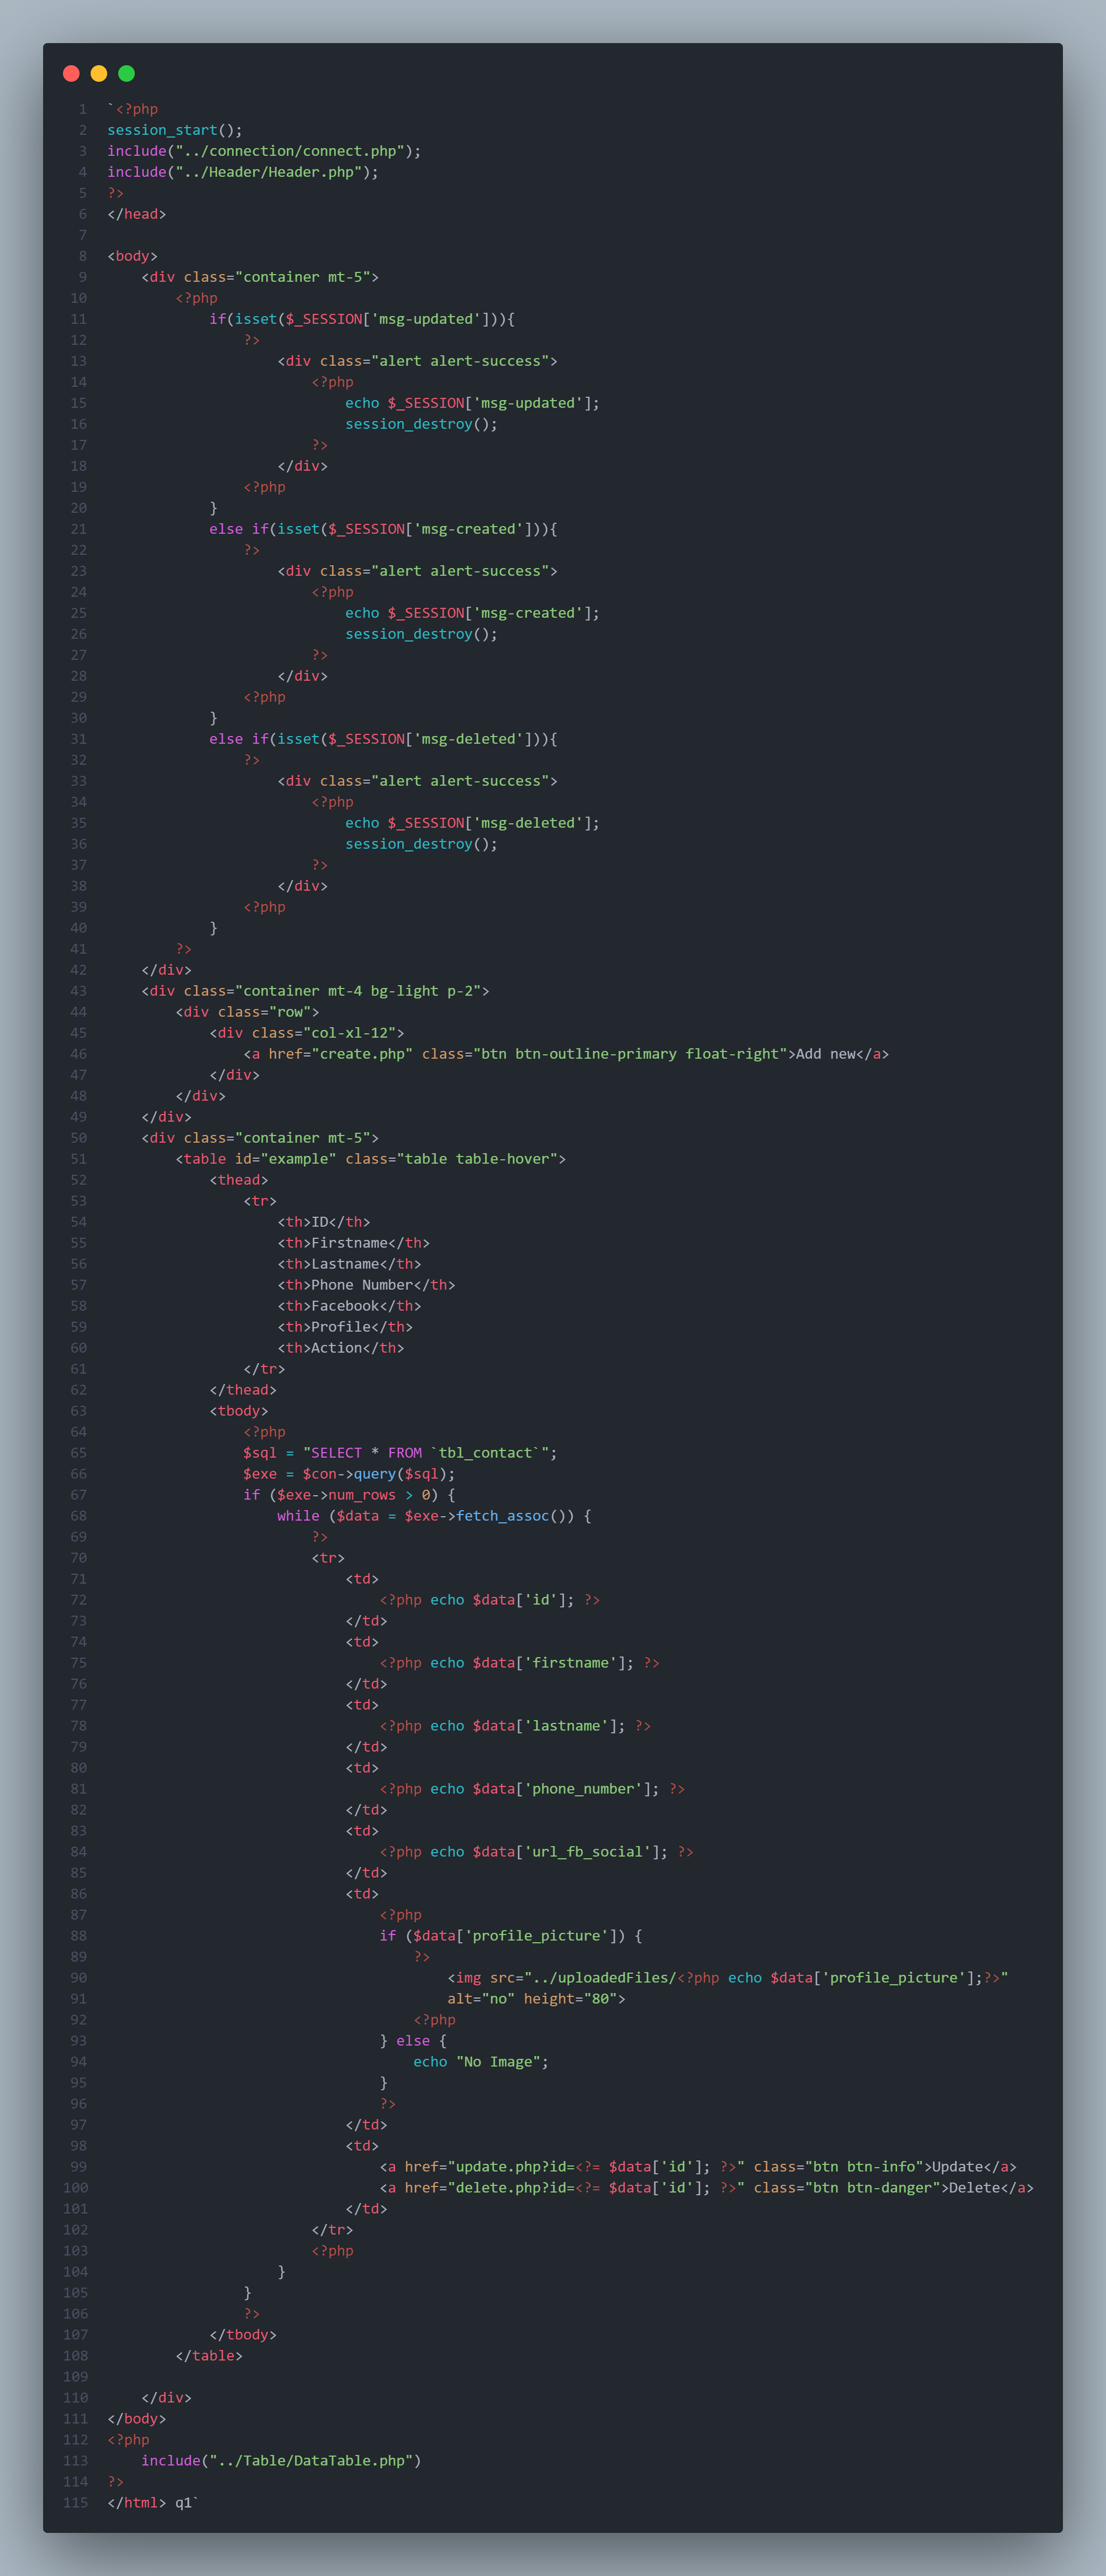 1 `<?php
2 session_start();
3 include("../connection/connect.php");
4 include("../Header/Header.php");
5 ?>
6 </head>
7
8 <body>
9     <div class="container mt-5">
10         <?php
11             if(isset($_SESSION['msg-updated'])){
12                 ?>
13                     <div class="alert alert-success">
14                         <?php
15                             echo $_SESSION['msg-updated'];
16                             session_destroy();
17                         ?>
18                     </div>
19                 <?php
20             }
21             else if(isset($_SESSION['msg-created'])){
22                 ?>
23                     <div class="alert alert-success">
24                         <?php
25                             echo $_SESSION['msg-created'];
26                             session_destroy();
27                         ?>
28                     </div>
29                 <?php
30             }
31             else if(isset($_SESSION['msg-deleted'])){
32                 ?>
33                     <div class="alert alert-success">
34                         <?php
35                             echo $_SESSION['msg-deleted'];
36                             session_destroy();
37                         ?>
38                     </div>
39                 <?php
40             }
41         ?>
42     </div>
43     <div class="container mt-4 bg-light p-2">
44         <div class="row">
45             <div class="col-xl-12">
46                 <a href="create.php" class="btn btn-outline-primary float-right">Add new</a>
47             </div>
48         </div>
49     </div>
50     <div class="container mt-5">
51         <table id="example" class="table table-hover">
52             <thead>
53                 <tr>
54                     <th>ID</th>
55                     <th>Firstname</th>
56                     <th>Lastname</th>
57                     <th>Phone Number</th>
58                     <th>Facebook</th>
59                     <th>Profile</th>
60                     <th>Action</th>
61                 </tr>
62             </thead>
63             <tbody>
64                 <?php
65                 $sql = "SELECT * FROM `tbl_contact`";
66                 $exe = $con->query($sql);
67                 if ($exe->num_rows > 0) {
68                     while ($data = $exe->fetch_assoc()) {
69                         ?>
70                         <tr>
71                             <td>
72                                 <?php echo $data['id']; ?>
73                             </td>
74                             <td>
75                                 <?php echo $data['firstname']; ?>
76                             </td>
77                             <td>
78                                 <?php echo $data['lastname']; ?>
79                             </td>
80                             <td>
81                                 <?php echo $data['phone_number']; ?>
82                             </td>
83                             <td>
84                                 <?php echo $data['url_fb_social']; ?>
85                             </td>
86                             <td>
87                                 <?php
88                                 if ($data['profile_picture']) {
89                                     ?>
90                                         <img src="../uploadedFiles/<?php echo $data['profile_picture'];?>"
91                                         alt="no" height="80">
92                                     <?php
93                                 } else {
94                                     echo "No Image";
95                                 }
96                                 ?>
97                             </td>
98                             <td>
99                                 <a href="update.php?id=<?= $data['id']; ?>" class="btn btn-info">Update</a>
100                                 <a href="delete.php?id=<?= $data['id']; ?>" class="btn btn-danger">Delete</a>
101                             </td>
102                         </tr>
103                         <?php
104                     }
105                 }
106                 ?>
107             </tbody>
108         </table>
109
110     </div>
111 </body>
112 <?php
113     include("../Table/DataTable.php")
114 ?>
115 </html> q1`